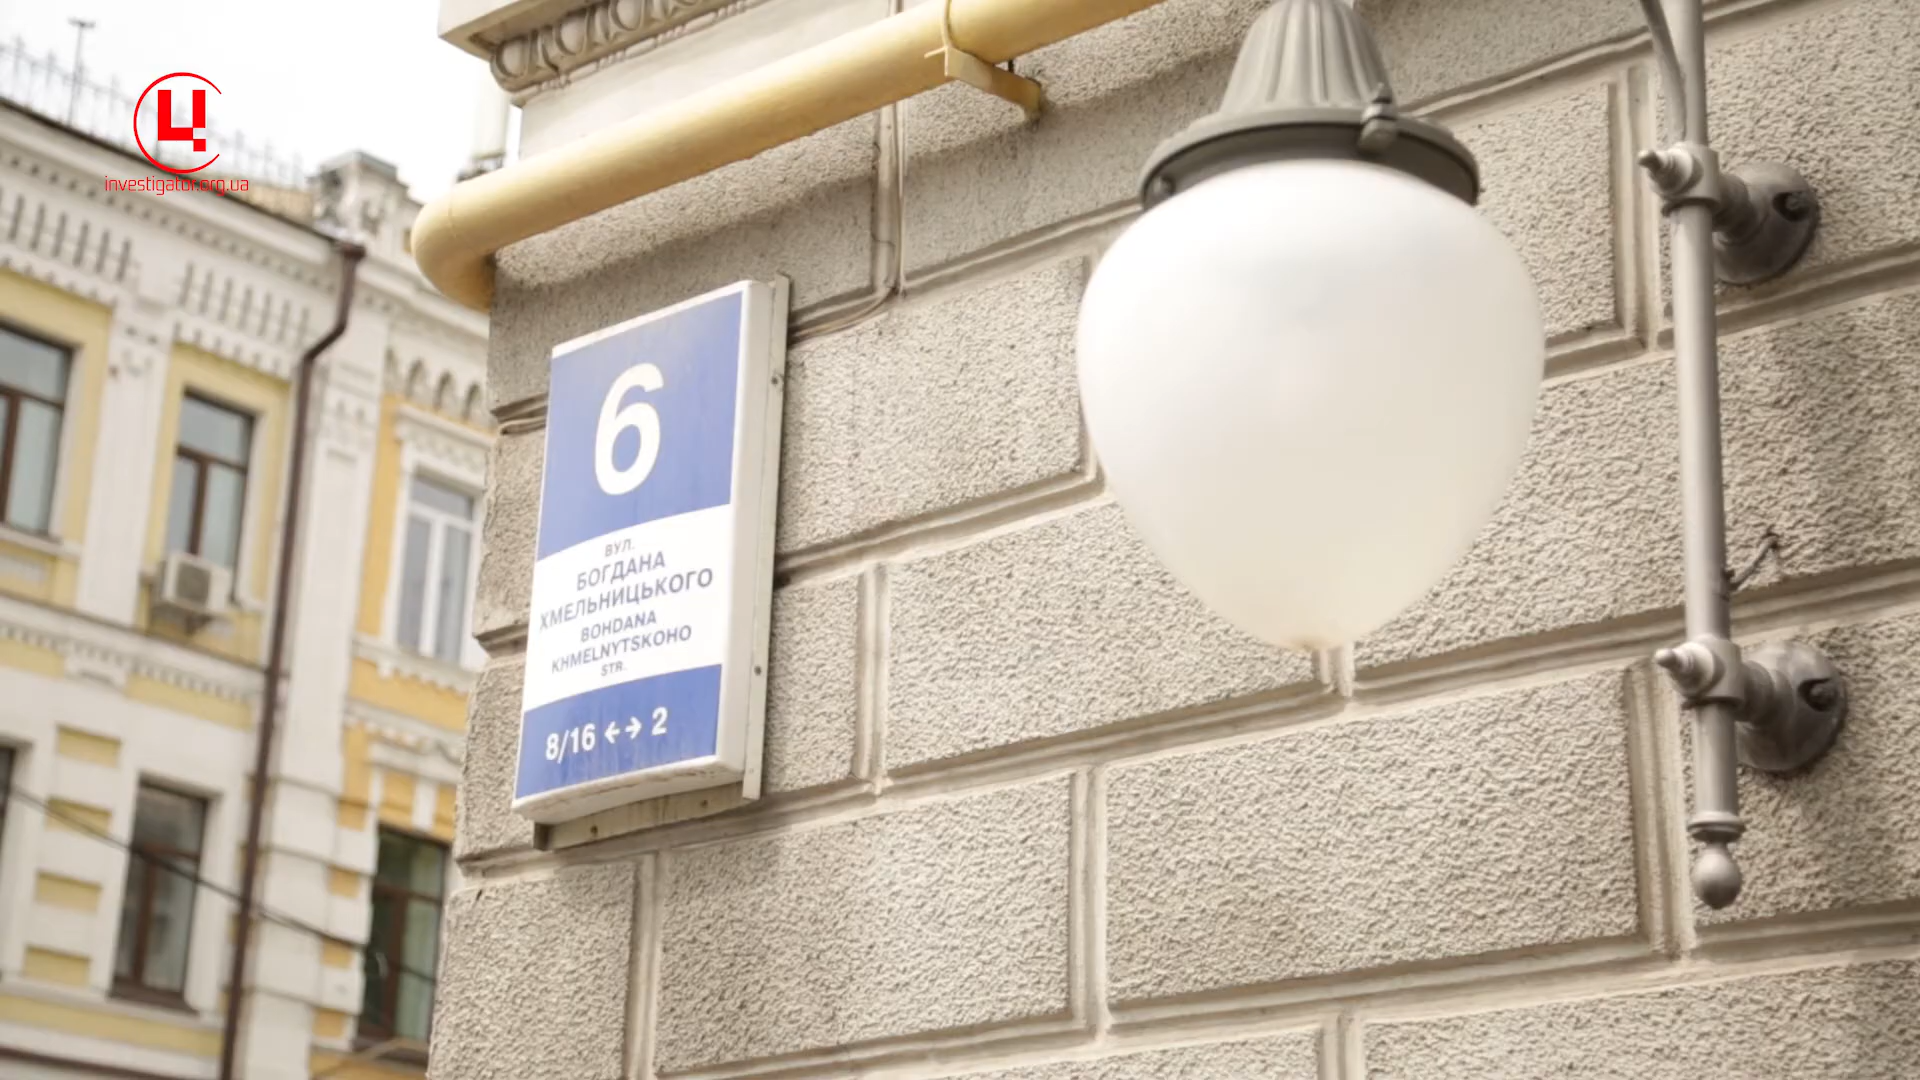 Ц
investigator.org.ua
6
ВУЛ.
БОГДАНА
ХМЕЛЬНИЦЬКОГО
BOHDANA
KHMELNYTSKOHO
STR.
8/16 ↔ 2